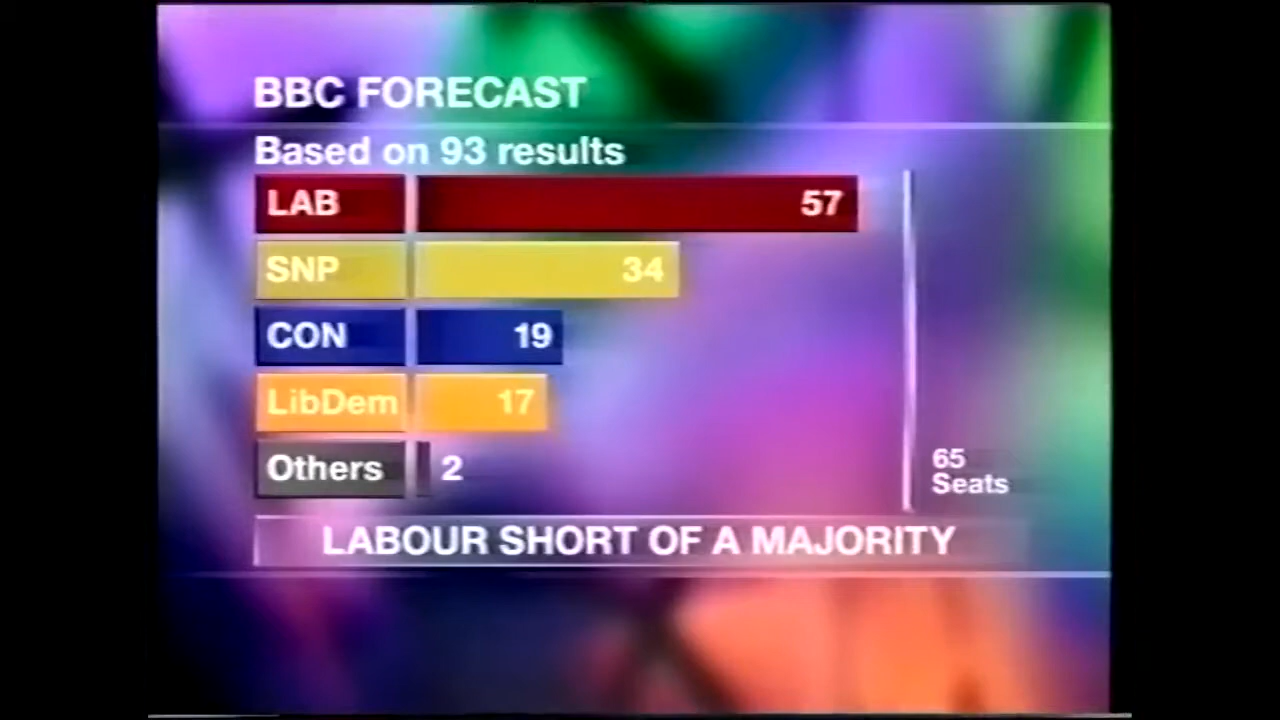 BBC FORECAST
Based on 93 results
LAB 57
SNP 34
CON 19
LibDem 17
Others 2
65
Seats
LABOUR SHORT OF A MAJORITY